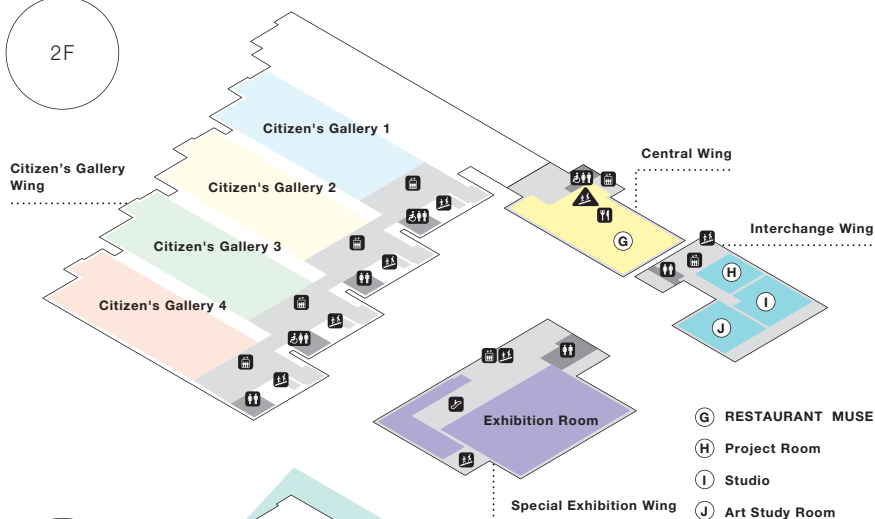 2F
Citizen's Gallery 1
Citizen's Gallery
Wing
Citizen's Gallery 2
Central Wing
Interchange Wing
G
Citizen's Gallery 3
H
I
Citizen's Gallery 4
J
Exhibition Room
G RESTAURANT MUSE
H Project Room
I Studio
Special Exhibition Wing
J Art Study Room